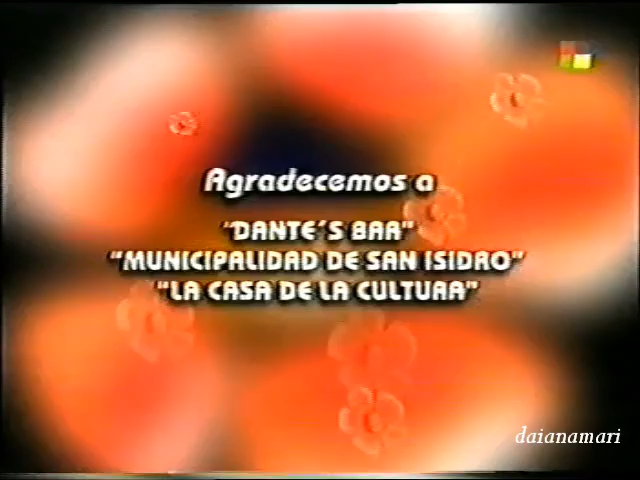 Agradecemos a
"DANTE´S BAR"
"MUNICIPALIDAD DE SAN ISIDRO"
"LA CASA DE LA CULTURA"
daianamari